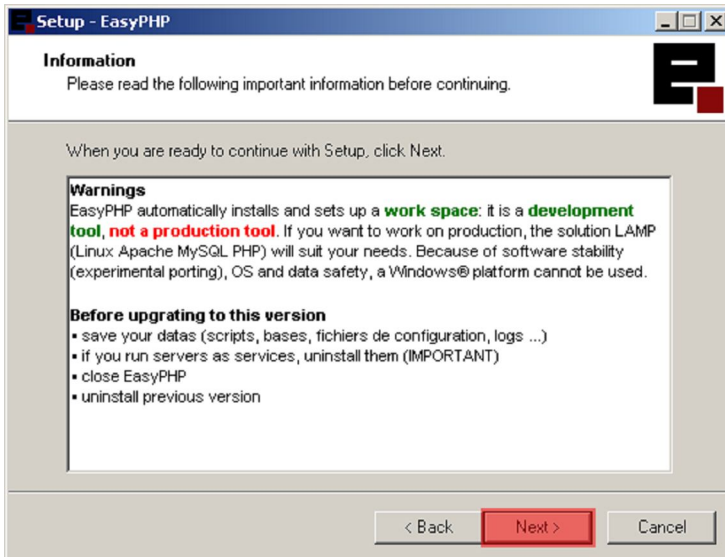 Setup - EasyPHP
Information
Please read the following important information before continuing.
When you are ready to continue with Setup, click Next.
Warnings
EasyPHP automatically installs and sets up a work space: it is a development
tool, not a production tool. If you want to work on production, the solution LAMP
(Linux Apache MySQL PHP) will suit your needs. Because of software stability
(experimental porting), OS and data safety, a Windows® platform cannot be used.
Before upgrating to this version
▪ save your datas (scripts, bases, fichiers de configuration, logs ...)
▪ if you run servers as services, uninstall them (IMPORTANT)
▪ close EasyPHP
▪ uninstall previous version
< Back Next > Cancel